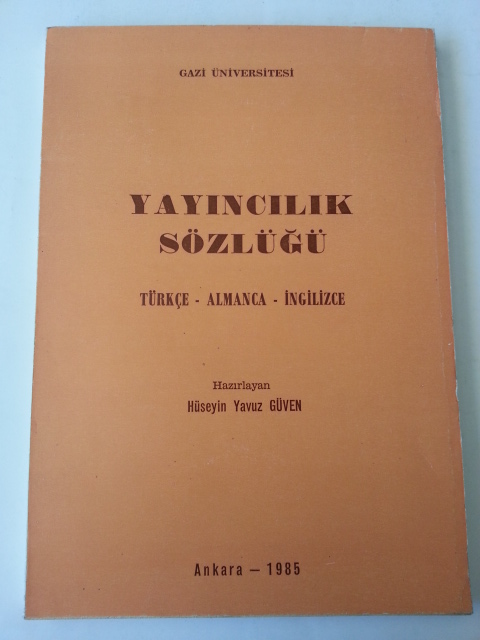 GAZİ ÜNİVERSİTESİ
YAYINCILIK
SÖZLÜĞÜ
TÜRKÇE - ALMANCA - İNGİLİZCE
Hazırlayan
Hüseyin Yavuz GÜVEN
Ankara — 1985